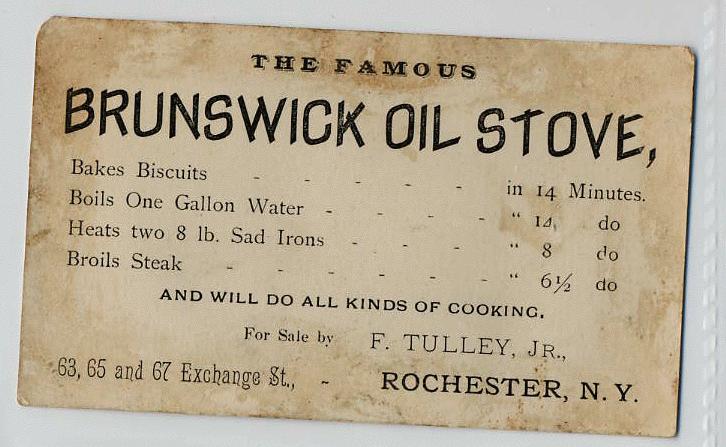 THE FAMOUS
BRUNSWICK OIL STOVE,
Bakes Biscuits - - - - - in 14 Minutes.
Boils One Gallon Water - - - - " 14 do
Heats two 8 lb. Sad Irons - - - - " 8 do
Broils Steak - - - - - - " 6½ do
AND WILL DO ALL KINDS OF COOKING.
For Sale by F. TULLEY, JR.,
63, 65 and 67 Exchange St., - ROCHESTER, N. Y.